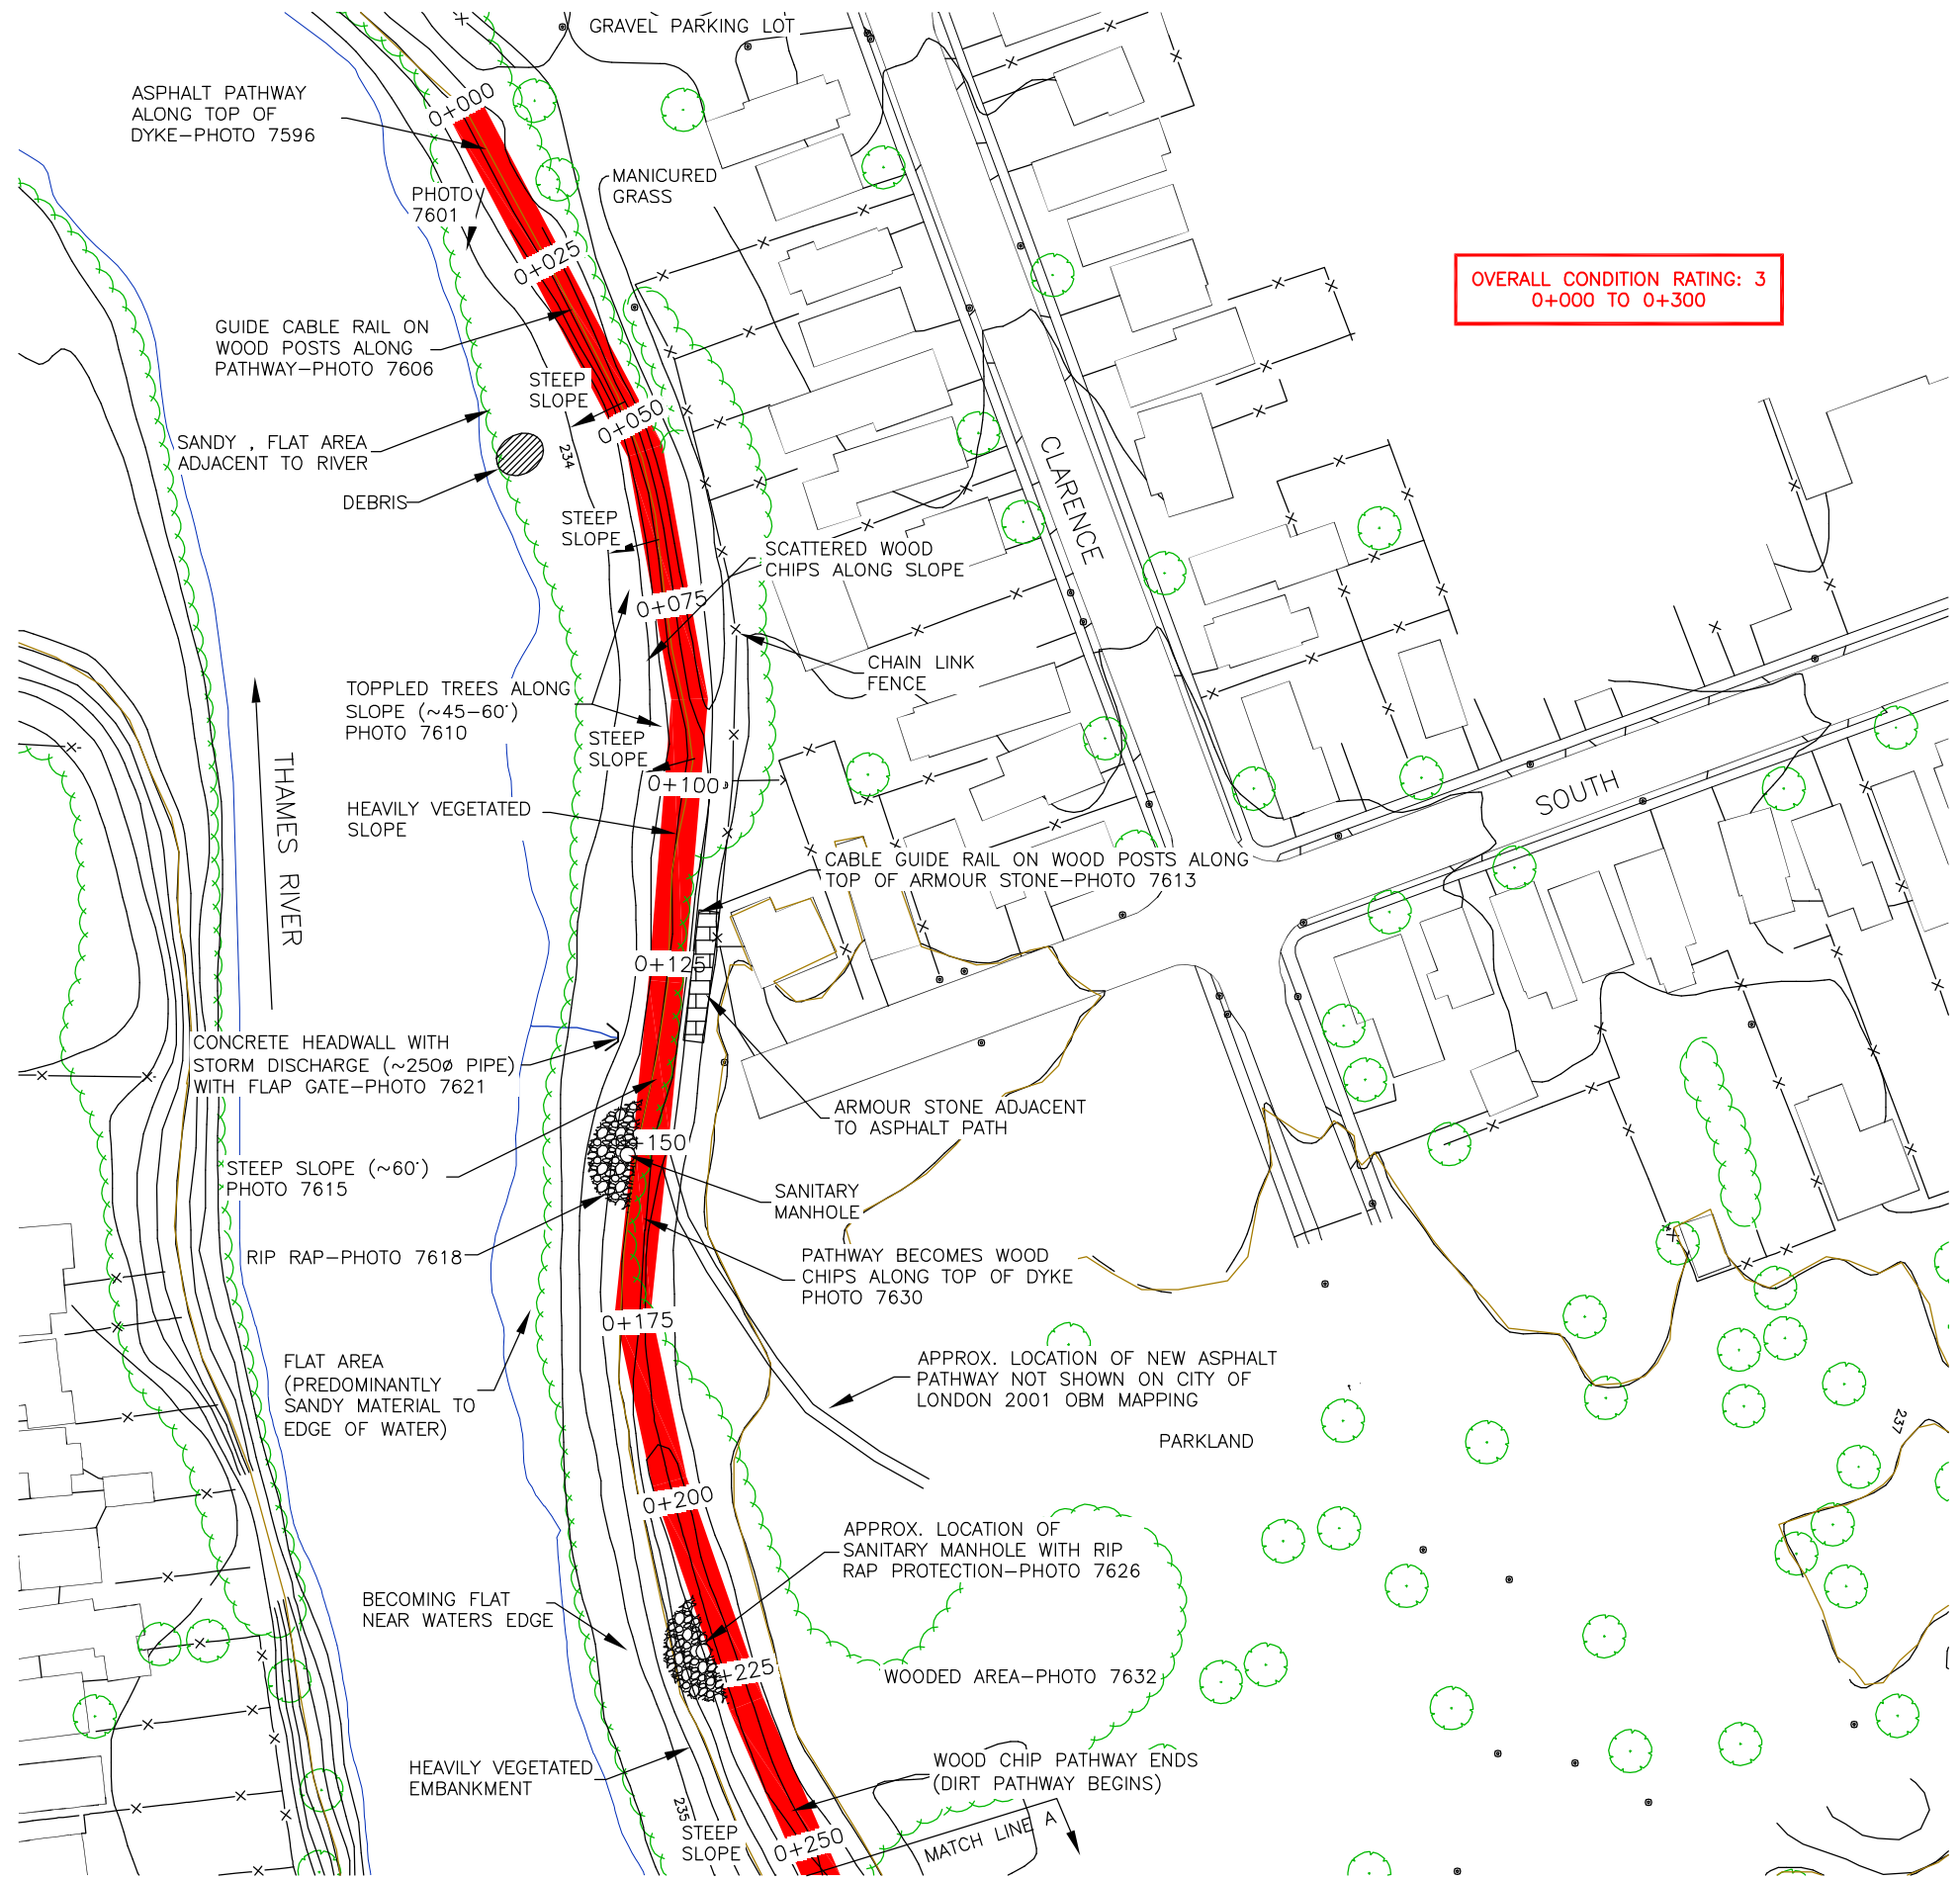 GRAVEL PARKING LOT
ASPHALT PATHWAY
ALONG TOP OF
DYKE-PHOTO 7596
0+000
PHOTO
7601
MANICURED
GRASS
0+025
OVERALL CONDITION RATING: 3
0+000 TO 0+300
GUIDE CABLE RAIL ON
WOOD POSTS ALONG
PATHWAY-PHOTO 7606
STEEP
SLOPE
0+050
SANDY , FLAT AREA
ADJACENT TO RIVER
234
DEBRIS
CLARENCE
STEEP
SLOPE
SCATTERED WOOD
CHIPS ALONG SLOPE
0+075
CHAIN LINK
FENCE
TOPPLED TREES ALONG
SLOPE (~45-60°)
PHOTO 7610
STEEP
SLOPE
0+100
THAMES RIVER
SOUTH
HEAVILY VEGETATED
SLOPE
CABLE GUIDE RAIL ON WOOD POSTS ALONG
TOP OF ARMOUR STONE-PHOTO 7613
0+125
CONCRETE HEADWALL WITH
STORM DISCHARGE (~250ø PIPE)
WITH FLAP GATE-PHOTO 7621
ARMOUR STONE ADJACENT
TO ASPHALT PATH
+150
STEEP SLOPE (~60°)
PHOTO 7615
SANITARY
MANHOLE
RIP RAP-PHOTO 7618
PATHWAY BECOMES WOOD
CHIPS ALONG TOP OF DYKE
PHOTO 7630
0+175
FLAT AREA
(PREDOMINANTLY
SANDY MATERIAL TO
EDGE OF WATER)
APPROX. LOCATION OF NEW ASPHALT
PATHWAY NOT SHOWN ON CITY OF
LONDON 2001 OBM MAPPING
PARKLAND
237
0+200
APPROX. LOCATION OF
SANITARY MANHOLE WITH RIP
RAP PROTECTION-PHOTO 7626
BECOMING FLAT
NEAR WATERS EDGE
+225
WOODED AREA-PHOTO 7632
HEAVILY VEGETATED
EMBANKMENT
WOOD CHIP PATHWAY ENDS
(DIRT PATHWAY BEGINS)
235
STEEP
SLOPE
0+250
MATCH LINE A